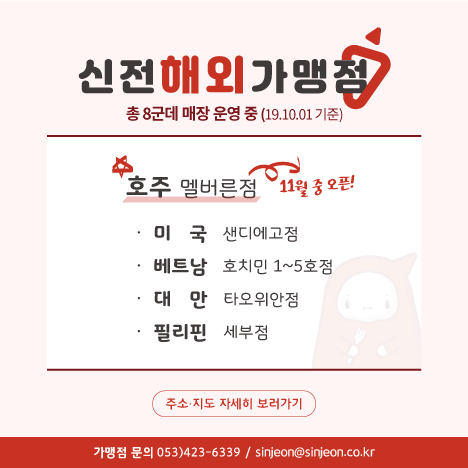 신전해외가맹점
총 8군데 매장 운영 중 (19.10.01 기준)
호주 멜버른점 11월 중 오픈!
· 미 국 샌디에고점
· 베트남 호치민 1~5호점
· 대 만 타오위안점
· 필리핀 세부점
주소·지도 자세히 보러가기
가맹점 문의 053)423-6339 / sinjeon@sinjeon.co.kr